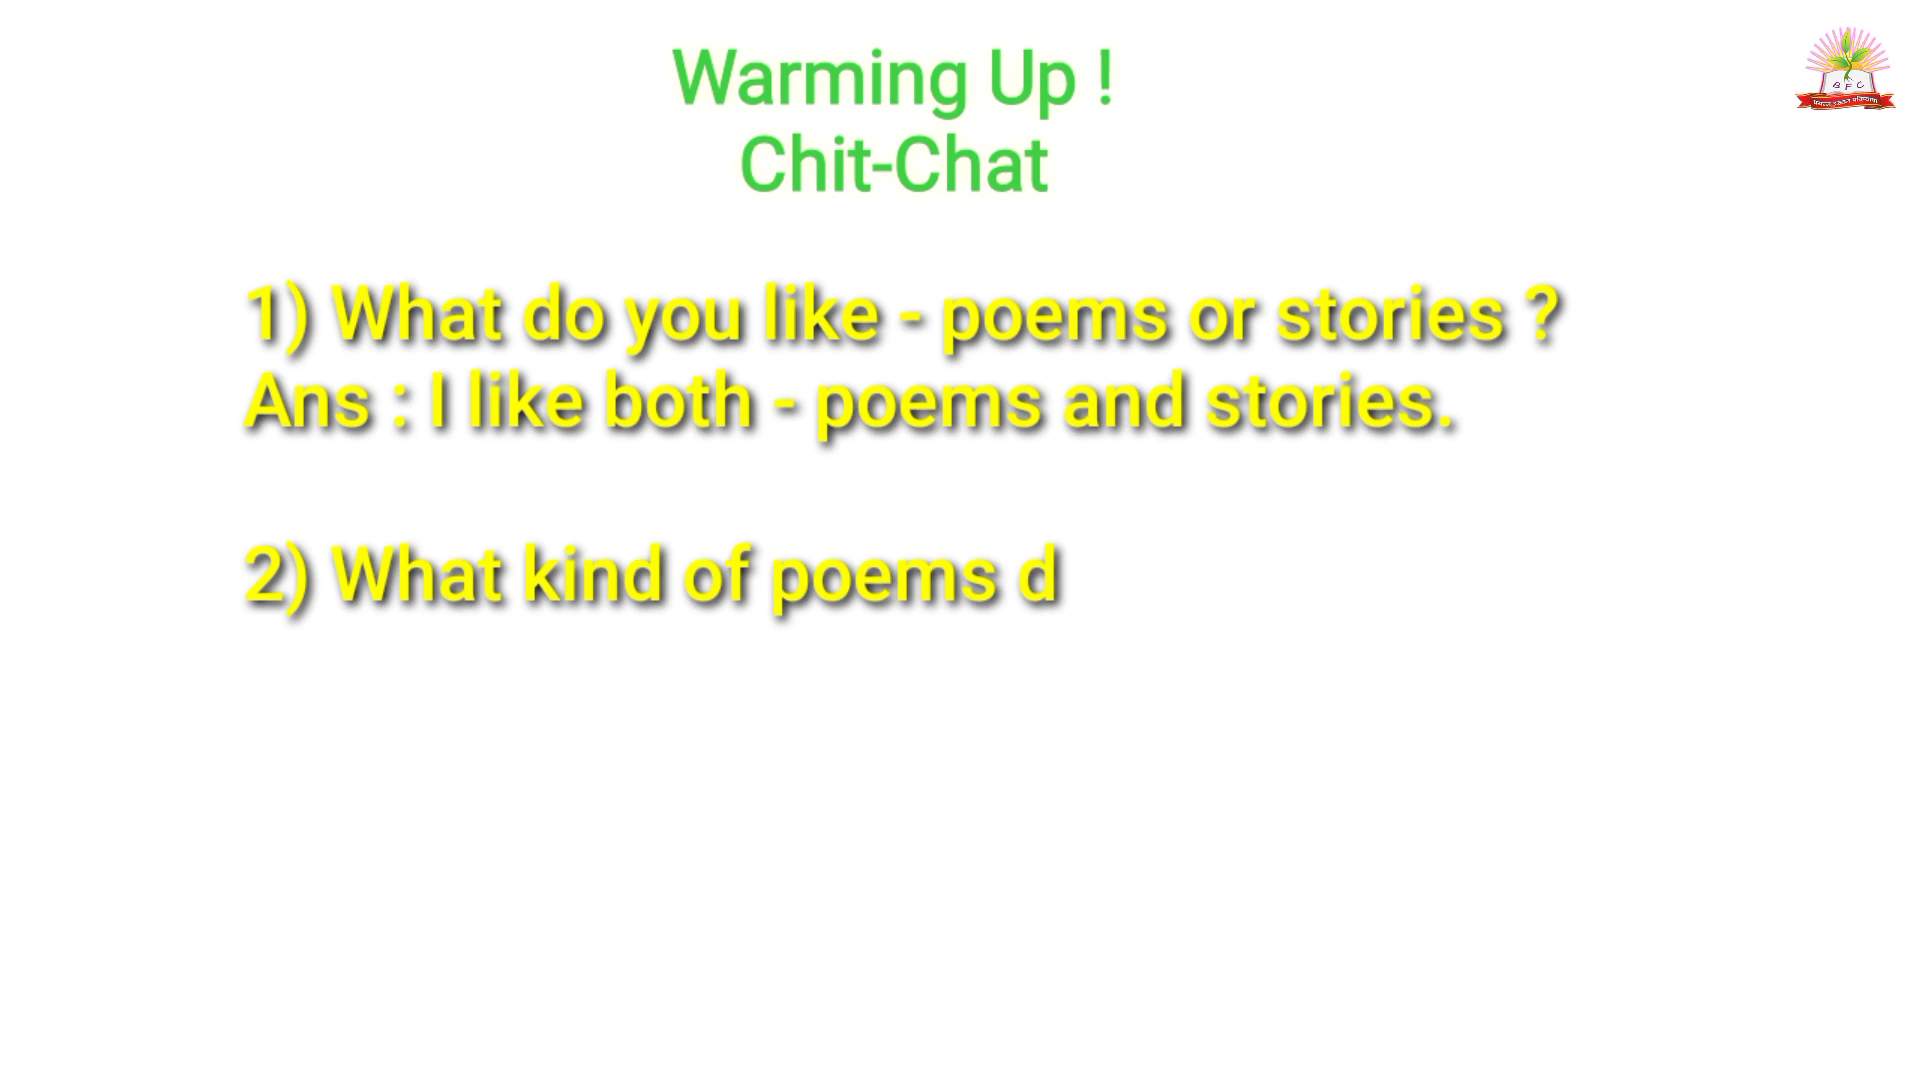 Warming Up !
Chit-Chat
B F C
1) What do you like - poems or stories ?
Ans : I like both - poems and stories.
2) What kind of poems d